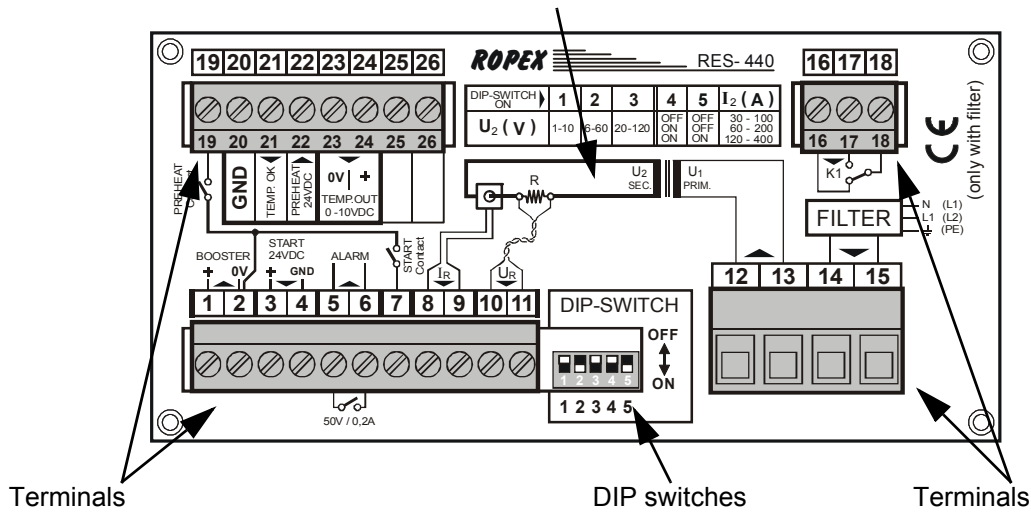 19 20 21 22 23 24 25 26
ROPEX RES- 440
16 17 18
DIP-SWITCH ON 1 2 3 4 5 I2 (A)
U2 ( V ) 1-10 6-60 20-120 OFF OFF 30 - 100
ON OFF 60 - 200
ON ON 120 - 400
19 20 21 22 23 24 25 26
16 17 18
PREHEAT
GND
TEMP. OK
PREHEAT
24VDC
0V +
TEMP.OUT
0 -10VDC
R
U2
SEC.
U1
PRIM.
K1
CE
(only with filter)
FILTER
N (L1)
L1 (L2)
(PE)
BOOSTER
+ 0V
START
24VDC
+ GND
ALARM
START
Contact
IR
UR
1 2 3 4 5 6 7 8 9 10 11
12 13 14 15
DIP-SWITCH
OFF
ON
1 2 3 4 5
1 2 3 4 5
50V / 0,2A
Terminals
DIP switches
Terminals